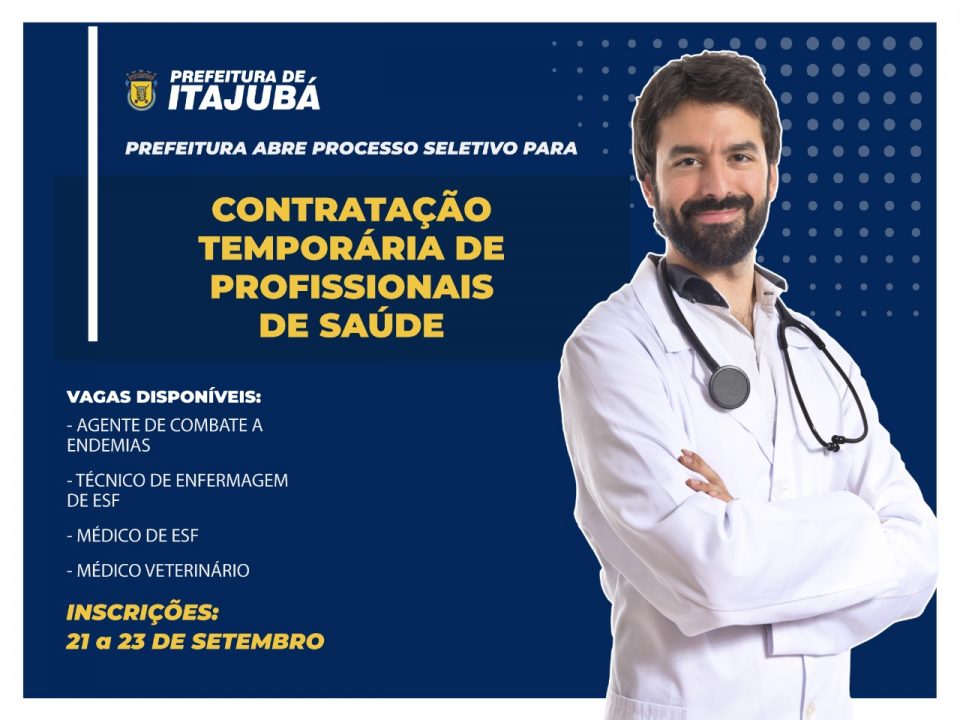 PREFEITURA DE
ITAJUBÁ
PREFEITURA ABRE PROCESSO SELETIVO PARA
CONTRATAÇÃO
TEMPORÁRIA DE
PROFISSIONAIS
DE SAÚDE
VAGAS DISPONÍVEIS:
- AGENTE DE COMBATE A
ENDEMIAS
- TÉCNICO DE ENFERMAGEM
DE ESF
- MÉDICO DE ESF
- MÉDICO VETERINÁRIO
INSCRIÇÕES:
21 a 23 DE SETEMBRO